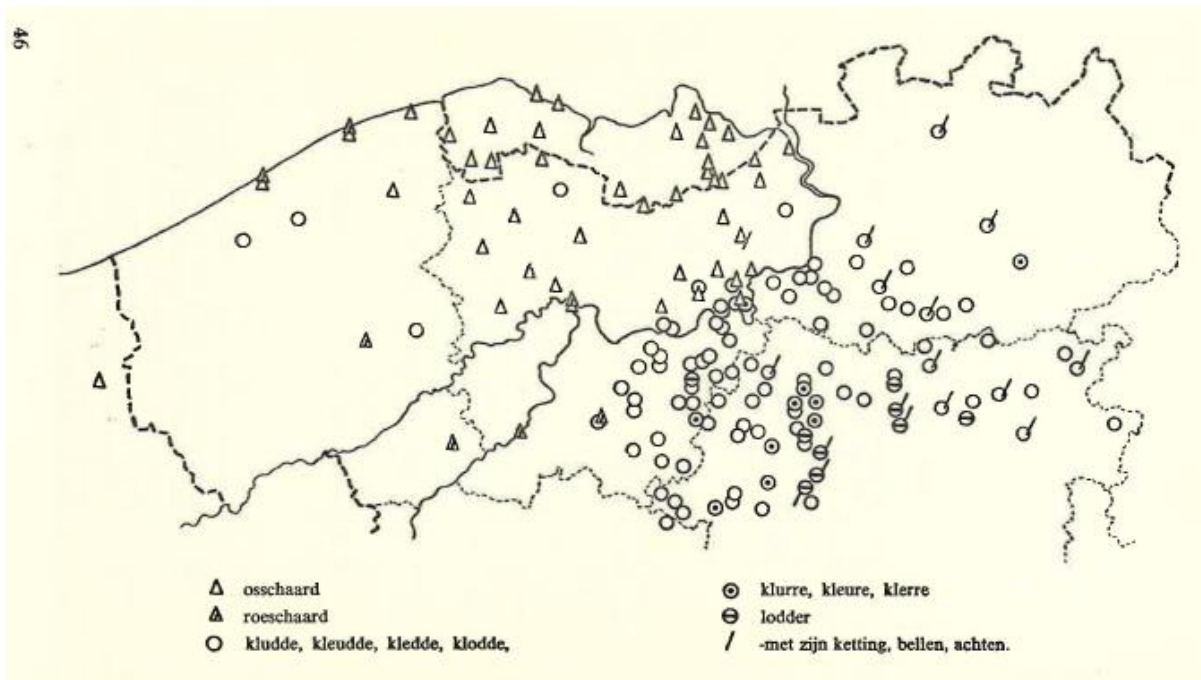 46
osschaard
roeschaard
kludde, kleudde, kledde, klodde,
klurre, kleure, klerre
lodder
-met zijn ketting, bellen, achten.